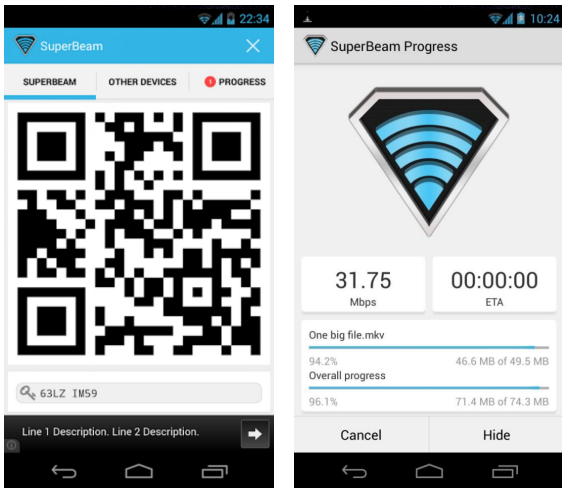 22:34
SuperBeam
SUPERBEAM
OTHER DEVICES
1 PROGRESS
63LZ IM59
Line 1 Description. Line 2 Description.
10:24
SuperBeam Progress
31.75
Mbps
00:00:00
ETA
One big file.mkv
94.2%
46.6 MB of 49.5 MB
Overall progress
96.1%
71.4 MB of 74.3 MB
Cancel
Hide